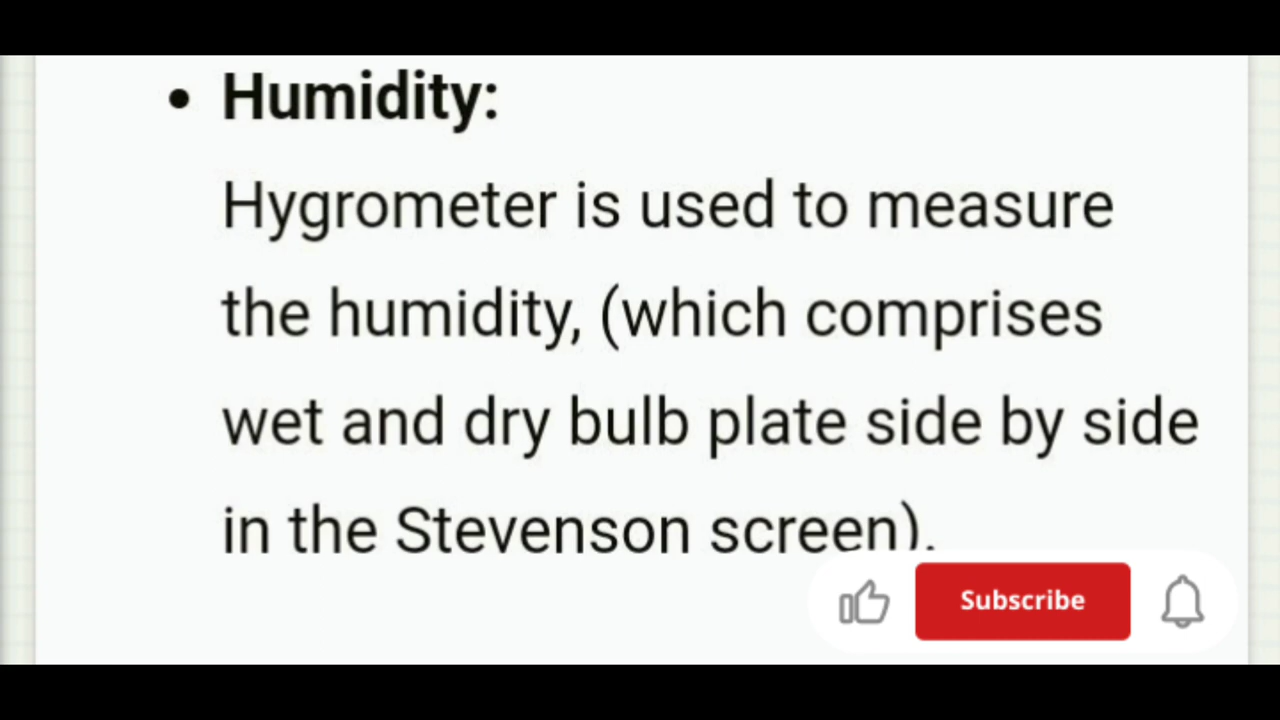 • Humidity:
Hygrometer is used to measure
the humidity, (which comprises
wet and dry bulb plate side by side
in the Stevenson screen).
Subscribe